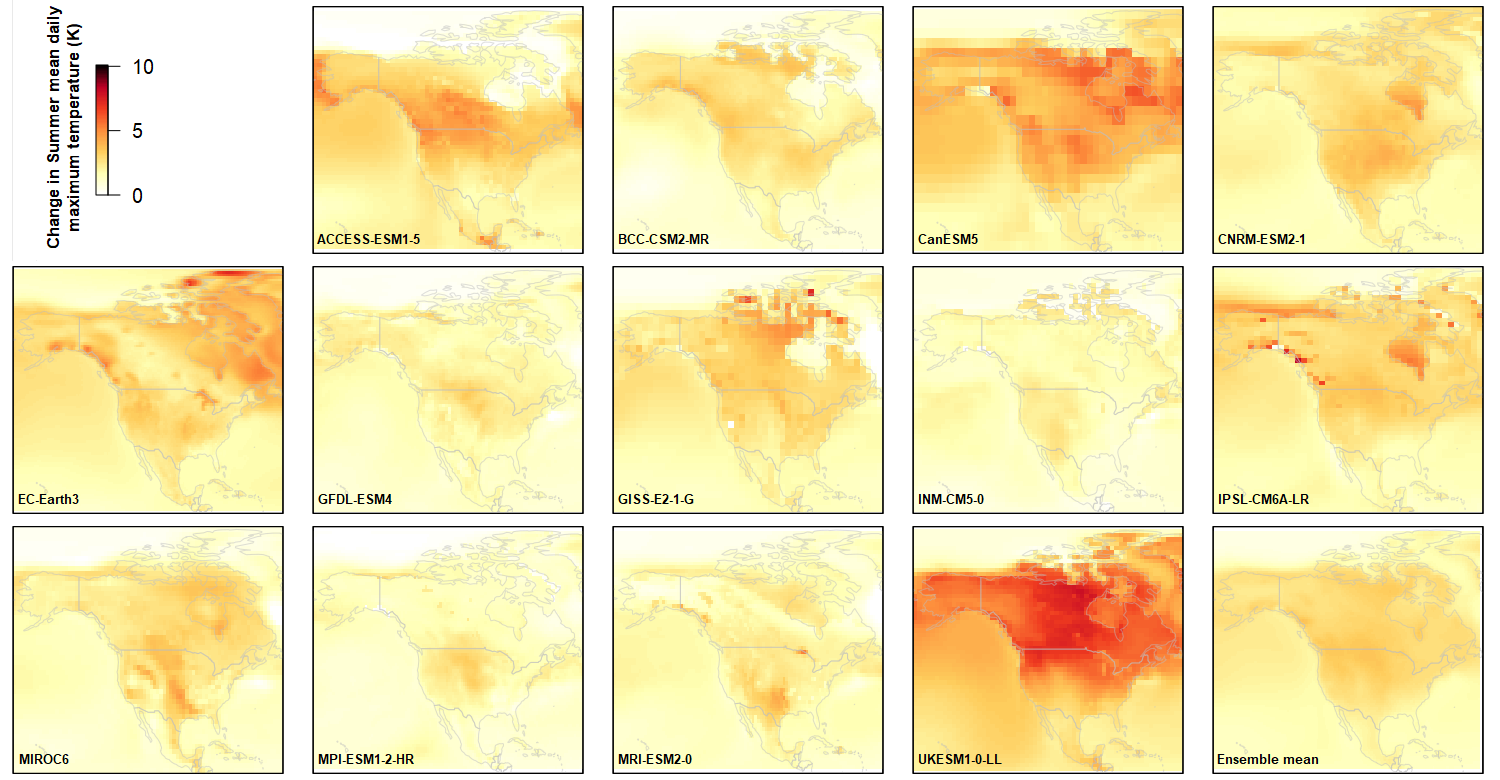 Change in Summer mean daily
maximum temperature (K)
10
5
0
ACCESS-ESM1-5
BCC-CSM2-MR
CanESM5
CNRM-ESM2-1
EC-Earth3
GFDL-ESM4
GISS-E2-1-G
INM-CM5-0
IPSL-CM6A-LR
MIROC6
MPI-ESM1-2-HR
MRI-ESM2-0
UKESM1-0-LL
Ensemble mean